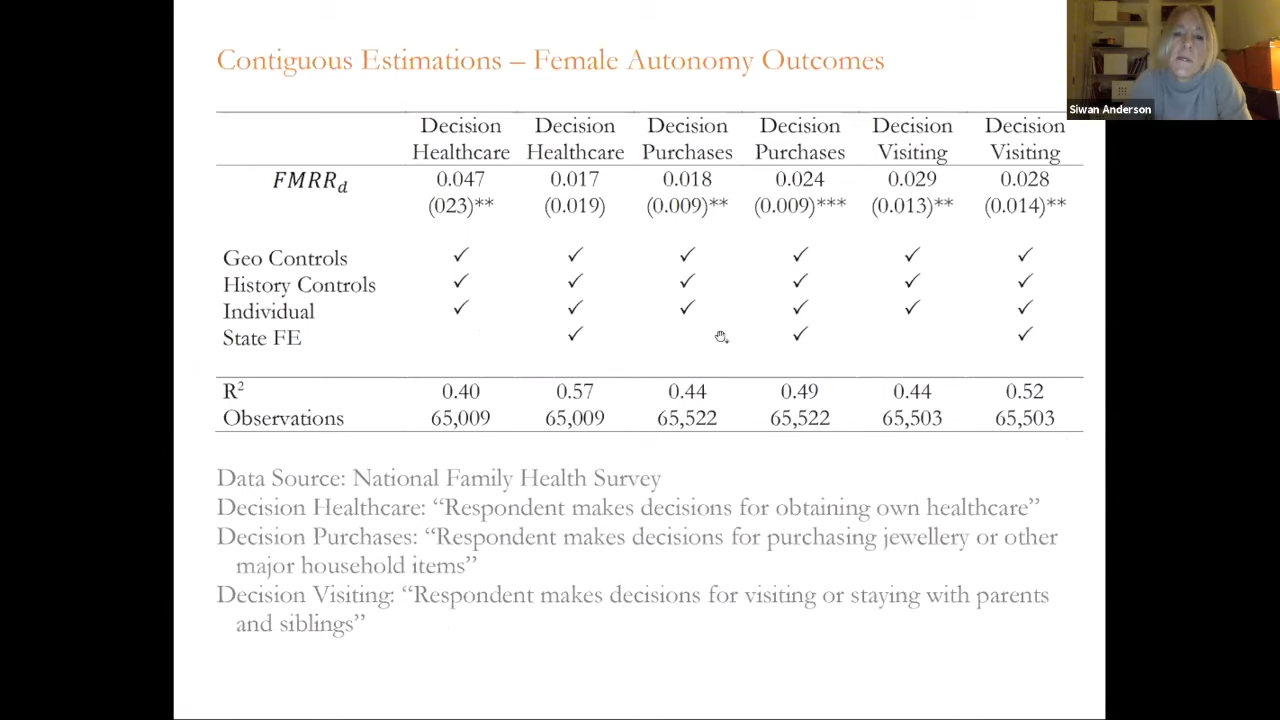 Contiguous Estimations – Female Autonomy Outcomes
Siwan Anderson
Decision Healthcare Decision Healthcare Decision Purchases Decision Purchases Decision Visiting Decision Visiting
FMRR_d 0.047 0.017 0.018 0.024 0.029 0.028
(023)** (0.019) (0.009)** (0.009)*** (0.013)** (0.014)**
Geo Controls ✓ ✓ ✓ ✓ ✓ ✓
History Controls ✓ ✓ ✓ ✓ ✓ ✓
Individual ✓ ✓ ✓ ✓ ✓ ✓
State FE ✓ ✓ ✓
R² 0.40 0.57 0.44 0.49 0.44 0.52
Observations 65,009 65,009 65,522 65,522 65,503 65,503
Data Source: National Family Health Survey
Decision Healthcare: “Respondent makes decisions for obtaining own healthcare”
Decision Purchases: “Respondent makes decisions for purchasing jewellery or other
major household items”
Decision Visiting: “Respondent makes decisions for visiting or staying with parents
and siblings”